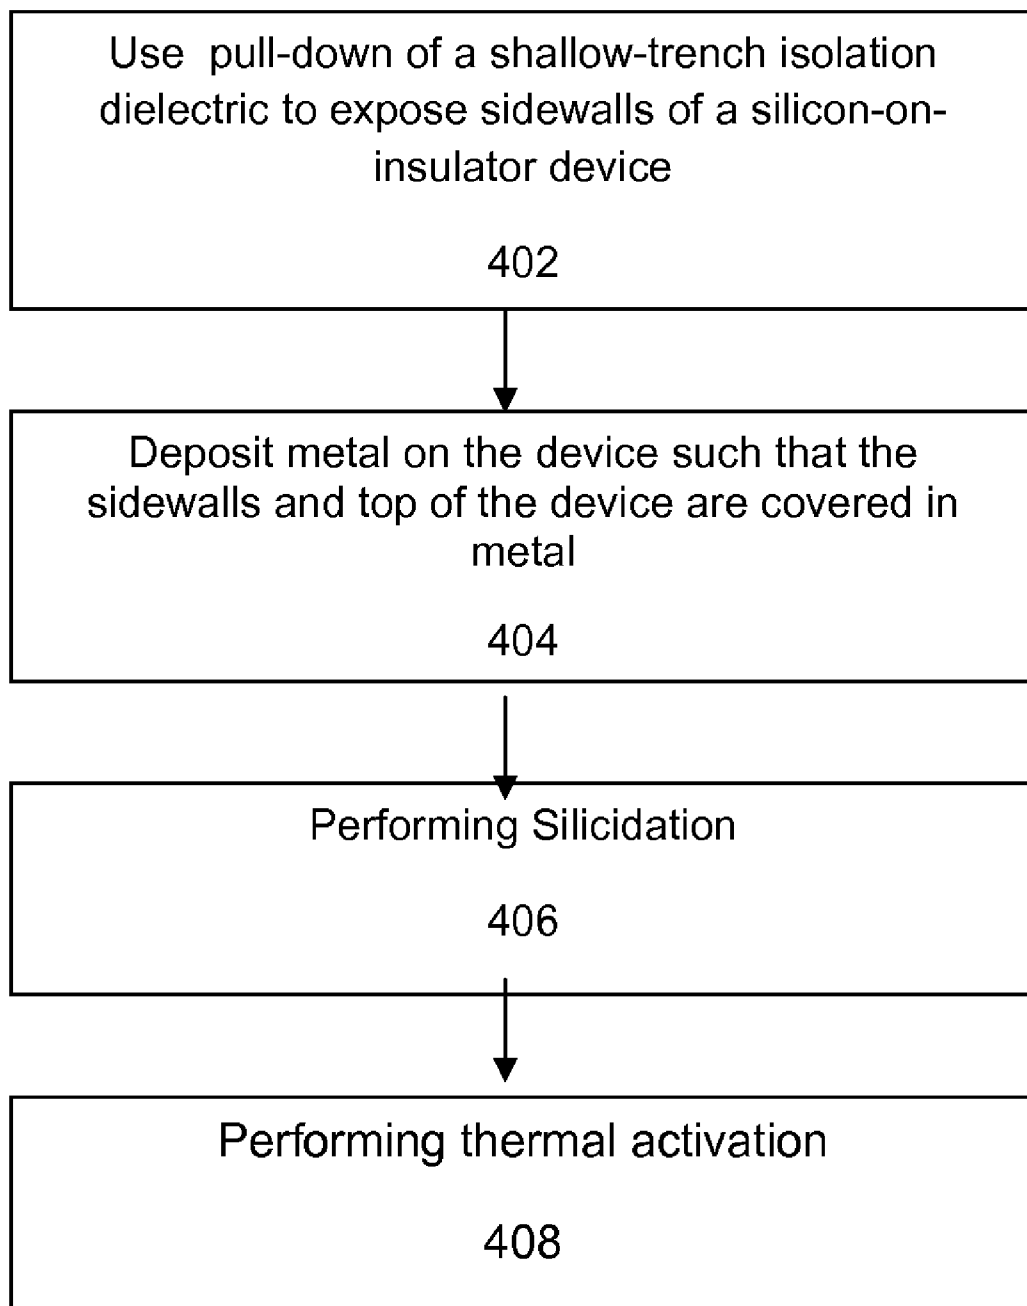 Use pull-down of a shallow-trench isolation
dielectric to expose sidewalls of a silicon-on-
insulator device
402
Deposit metal on the device such that the
sidewalls and top of the device are covered in
metal
404
Performing Silicidation
406
Performing thermal activation
408